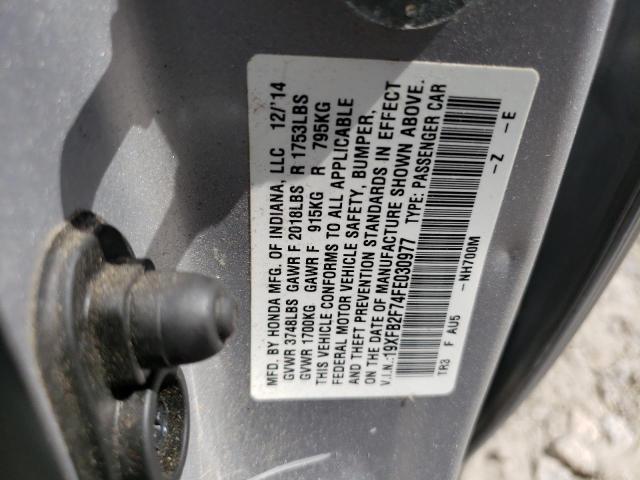 MFD. BY HONDA MFG. OF INDIANA, LLC 12/'14
GVWR 3748LBS GAWR F 2018LBS R 1753LBS
GVWR 1700KG GAWR F 915KG R 795KG
THIS VEHICLE CONFORMS TO ALL APPLICABLE
FEDERAL MOTOR VEHICLE SAFETY, BUMPER,
AND THEFT PREVENTION STANDARDS IN EFFECT
ON THE DATE OF MANUFACTURE SHOWN ABOVE.
V.I.N.:19XFB2F74FE030977 TYPE: PASSENGER CAR
TR3 F AU5 -NH700M -Z -E